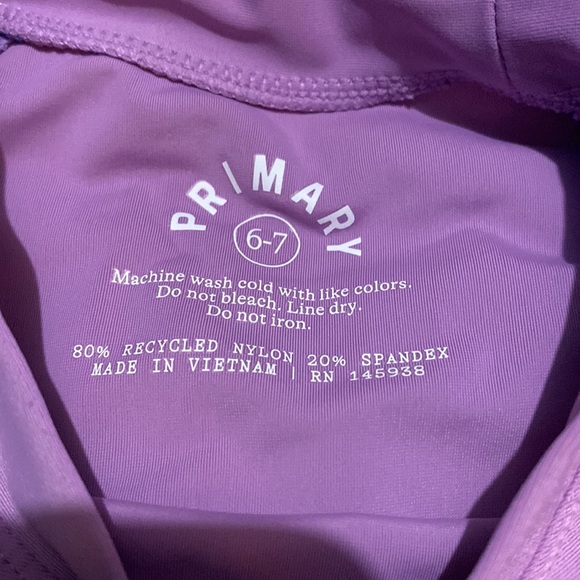 PRIMARY
6-7
Machine wash cold with like colors.
Do not bleach. Line dry.
Do not iron.
80% RECYCLED NYLON 20% SPANDEX
MADE IN VIETNAM | RN 145938